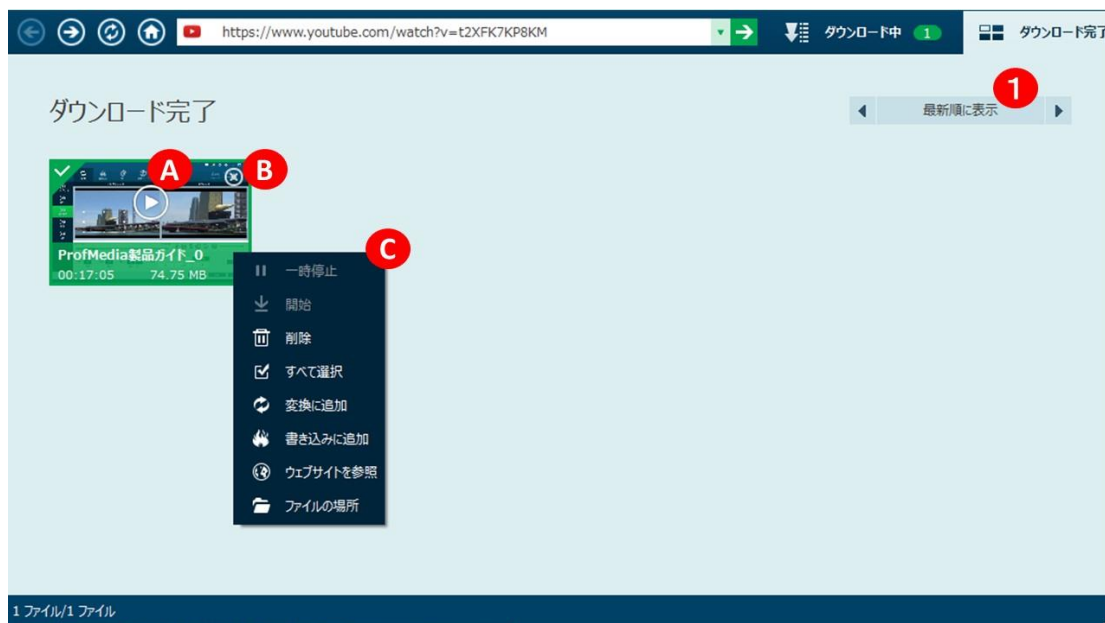 https://www.youtube.com/watch?v=t2XFK7KP8KM
ダウンロード中 1
ダウンロード完了
ダウンロード完了
1
最新順に表示
A
B
ProfMedia製品ガイド_0
00:17:05 74.75 MB
C
一時停止
開始
削除
すべて選択
変換に追加
書き込みに追加
ウェブサイトを参照
ファイルの場所
1 ファイル/1 ファイル